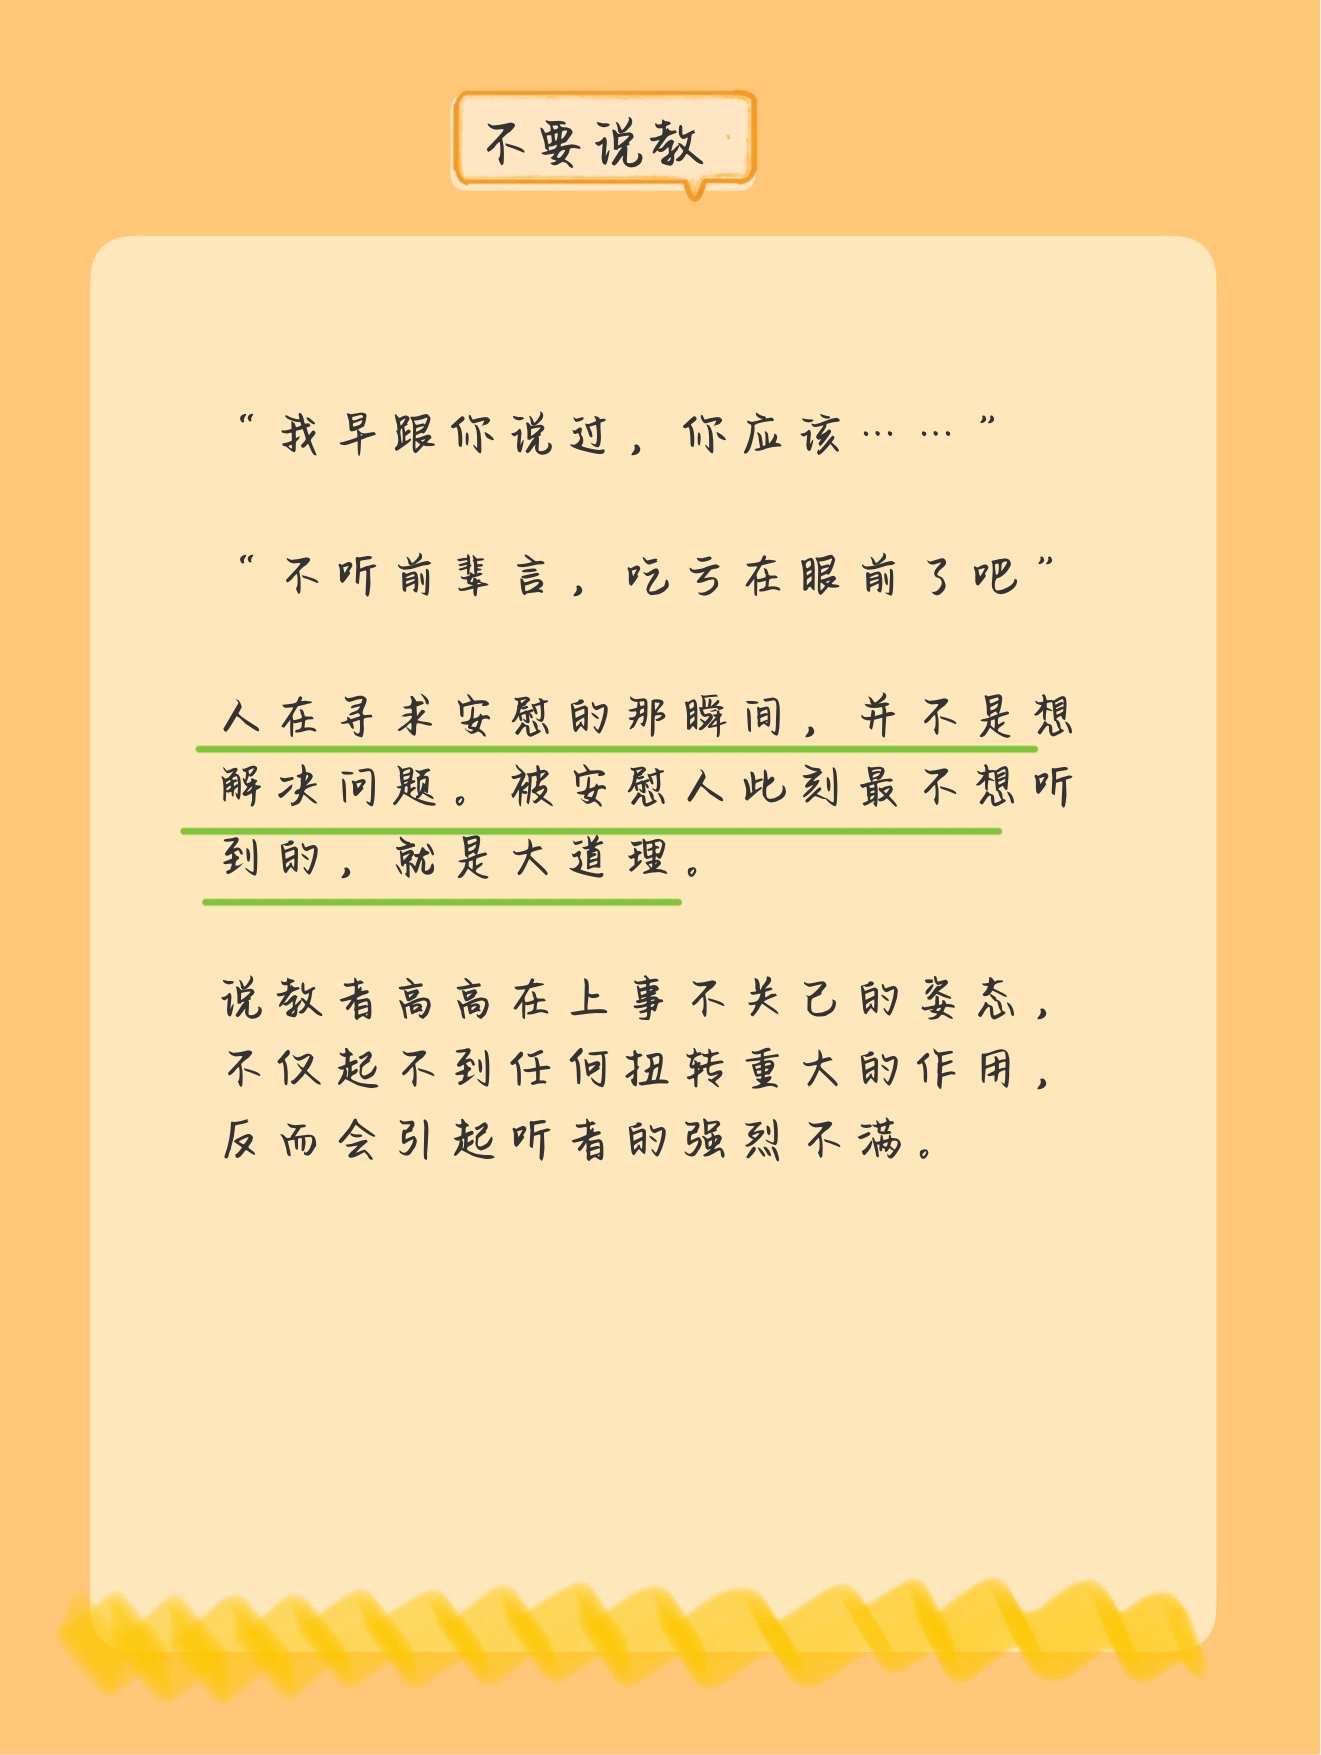 不要说教
“我早跟你说过，你应该……”
“不听前辈言，吃亏在眼前了吧”
人在寻求安慰的那瞬间，并不是想
解决问题。被安慰人此刻最不想听
到的，就是大道理。
说教者高高在上事不关己的姿态，
不仅起不到任何扭转重大的作用，
反而会引起听者的强烈不满。